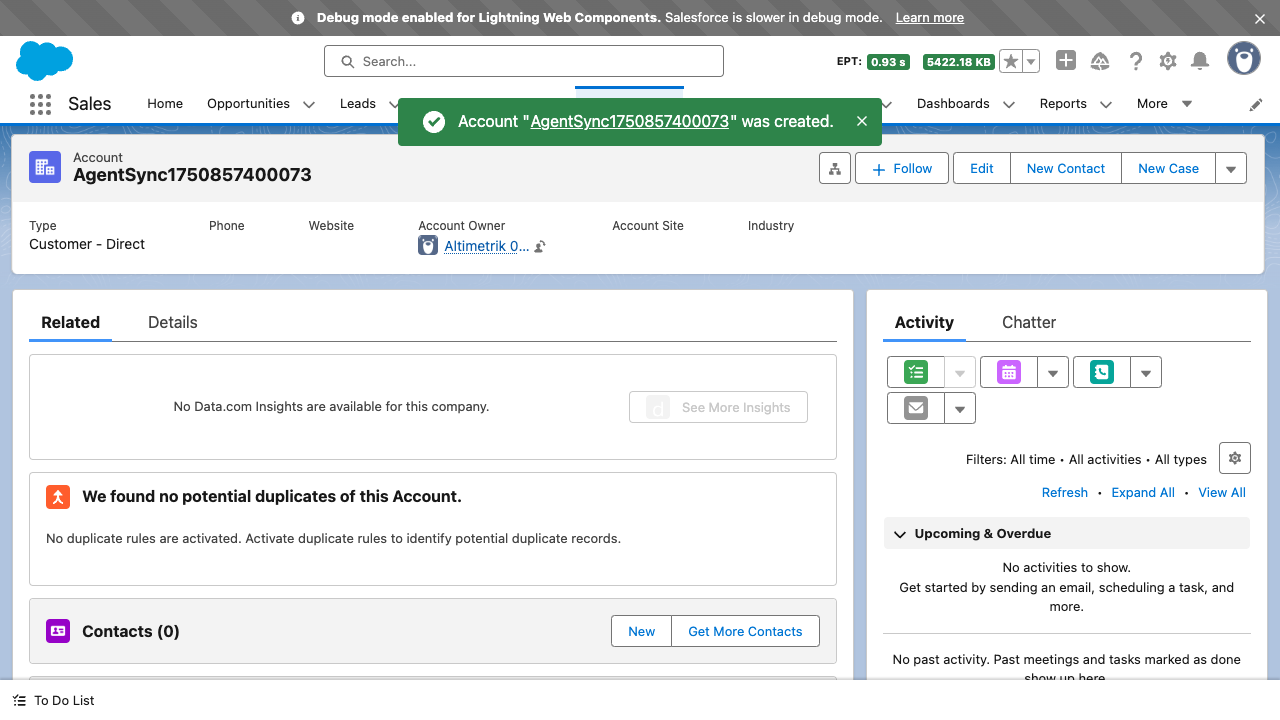 Debug mode enabled for Lightning Web Components. Salesforce is slower in debug mode. Learn more
Search...
EPT: 0.93 s 5422.18 KB
Sales Home Opportunities Leads Dashboards Reports More
Account "AgentSync1750857400073" was created.
Account
AgentSync1750857400073
Follow Edit New Contact New Case
Type Phone Website Account Owner Account Site Industry
Customer - Direct Altimetrik 0...
Related Details
No Data.com Insights are available for this company. d See More Insights
We found no potential duplicates of this Account.
No duplicate rules are activated. Activate duplicate rules to identify potential duplicate records.
Contacts (0) New Get More Contacts
Activity Chatter
Filters: All time • All activities • All types
Refresh • Expand All • View All
Upcoming & Overdue
No activities to show.
Get started by sending an email, scheduling a task, and
more.
No past activity. Past meetings and tasks marked as done
show up here.
To Do List